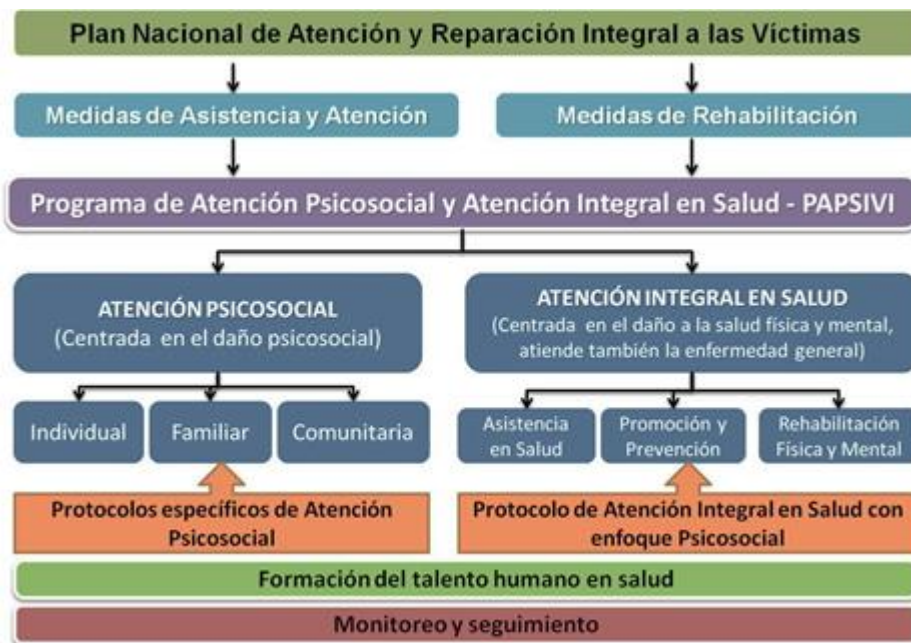 Plan Nacional de Atención y Reparación Integral a las Víctimas
Medidas de Asistencia y Atención
Medidas de Rehabilitación
Programa de Atención Psicosocial y Atención Integral en Salud - PAPSIVI
ATENCIÓN PSICOSOCIAL
(Centrada en el daño psicosocial)
ATENCIÓN INTEGRAL EN SALUD
(Centrada en el daño a la salud física y mental,
atiende también la enfermedad general)
Individual
Familiar
Comunitaria
Asistencia
en Salud
Promoción y
Prevención
Rehabilitación
Física y Mental
Protocolos específicos de Atención
Psicosocial
Protocolo de Atención Integral en Salud con
enfoque Psicosocial
Formación del talento humano en salud
Monitoreo y seguimiento